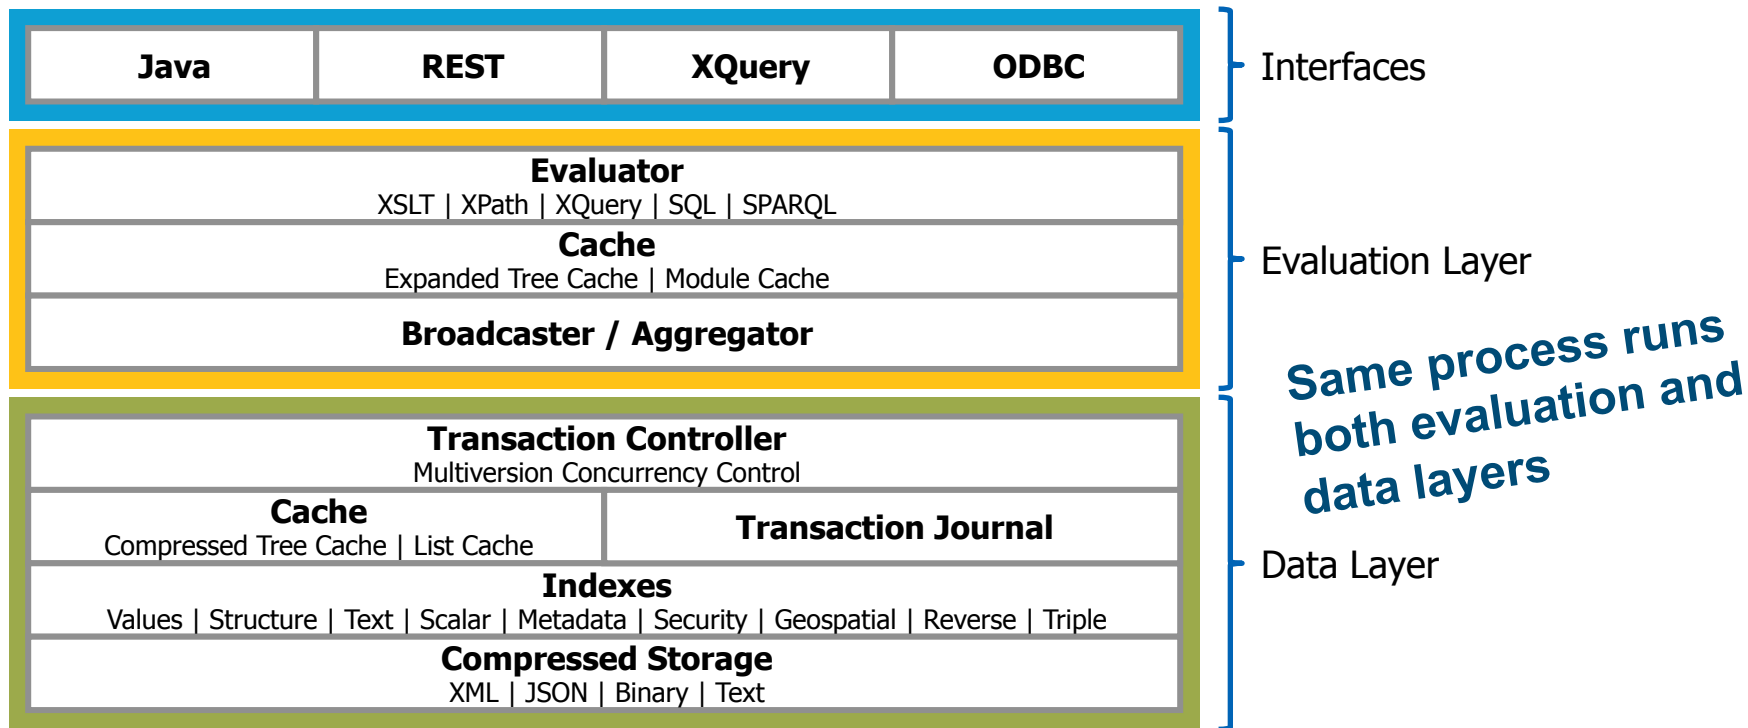 Java REST XQuery ODBC
Interfaces
Evaluator
XSLT | XPath | XQuery | SQL | SPARQL
Cache
Expanded Tree Cache | Module Cache
Broadcaster / Aggregator
Evaluation Layer
Same process runs
both evaluation and
data layers
Transaction Controller
Multiversion Concurrency Control
Cache
Compressed Tree Cache | List Cache
Transaction Journal
Indexes
Values | Structure | Text | Scalar | Metadata | Security | Geospatial | Reverse | Triple
Compressed Storage
XML | JSON | Binary | Text
Data Layer